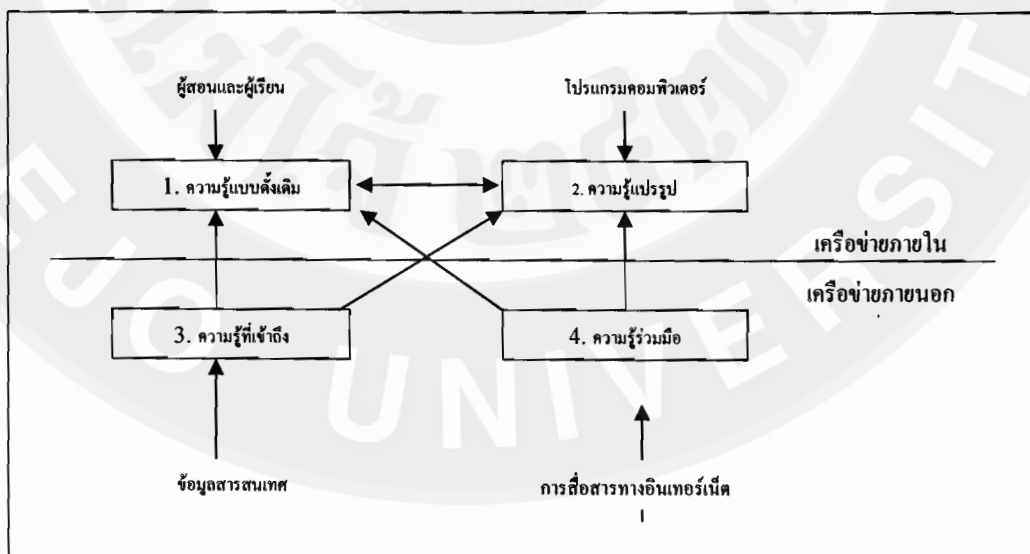 ผู้สอนและผู้เรียน
โปรแกรมคอมพิวเตอร์
1. ความรู้แบบดั้งเดิม
2. ความรู้แปรรูป
เครือข่ายภายใน
เครือข่ายภายนอก
3. ความรู้ที่เข้าถึง
4. ความรู้ร่วมมือ
ข้อมูลสารสนเทศ
การสื่อสารทางอินเทอร์เน็ต
UNIVERSIT